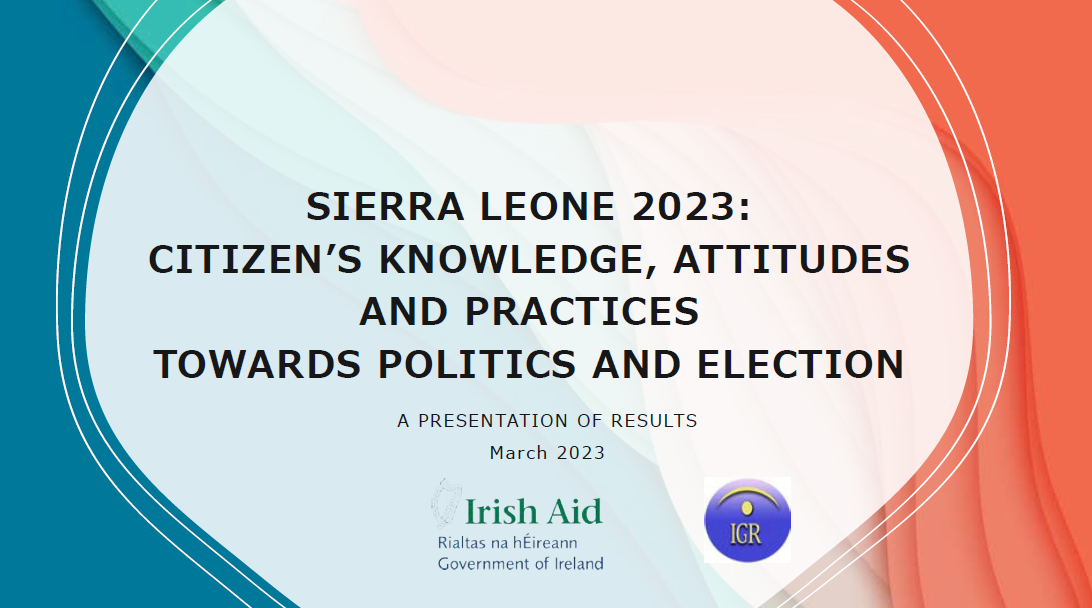 SIERRA LEONE 2023:
CITIZEN’S KNOWLEDGE, ATTITUDES
AND PRACTICES
TOWARDS POLITICS AND ELECTION
A PRESENTATION OF RESULTS
March 2023
Irish Aid
Rialtas na hÉireann
Government of Ireland
IGR